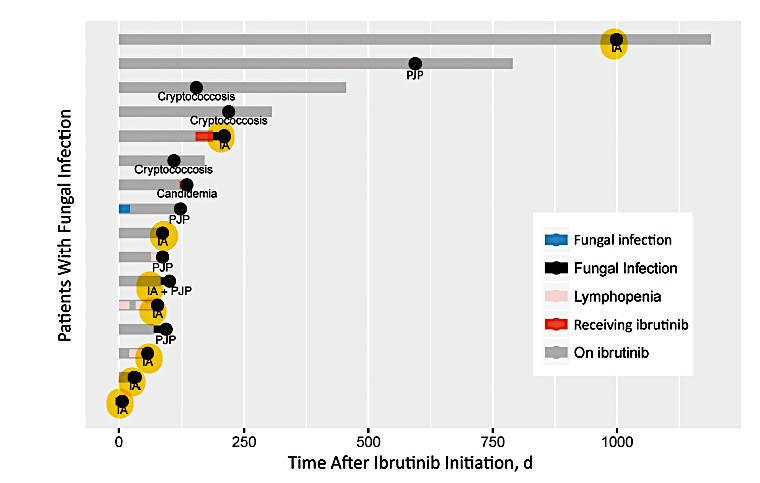 IA
PJP
Cryptococcosis
Cryptococcosis
IA
Cryptococcosis
Candidemia
PJP
IA
PJP
IA + PJP
IA
PJP
IA
IA
IA
Patients With Fungal Infection
Fungal infection
Fungal Infection
Lymphopenia
Receiving ibrutinib
On ibrutinib
0 250 500 750 1000
Time After Ibrutinib Initiation, d